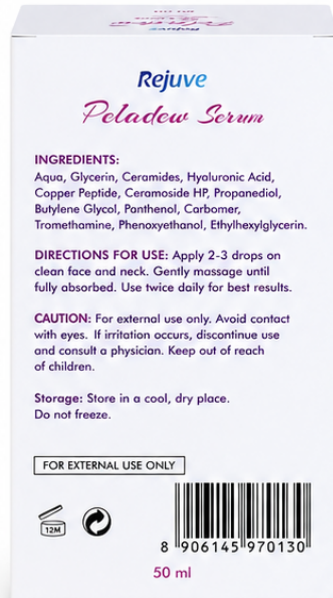 Rejuve
Peladew Serum
INGREDIENTS:
Aqua, Glycerin, Ceramides, Hyaluronic Acid,
Copper Peptide, Ceramoside HP, Propanediol,
Butylene Glycol, Panthenol, Carbomer,
Tromethamine, Phenoxyethanol, Ethylhexylglycerin.
DIRECTIONS FOR USE: Apply 2-3 drops on
clean face and neck. Gently massage until
fully absorbed. Use twice daily for best results.
CAUTION: For external use only. Avoid contact
with eyes. If irritation occurs, discontinue use
and consult a physician. Keep out of reach
of children.
Storage: Store in a cool, dry place.
Do not freeze.
FOR EXTERNAL USE ONLY
12M
8 906145 970130
50 ml